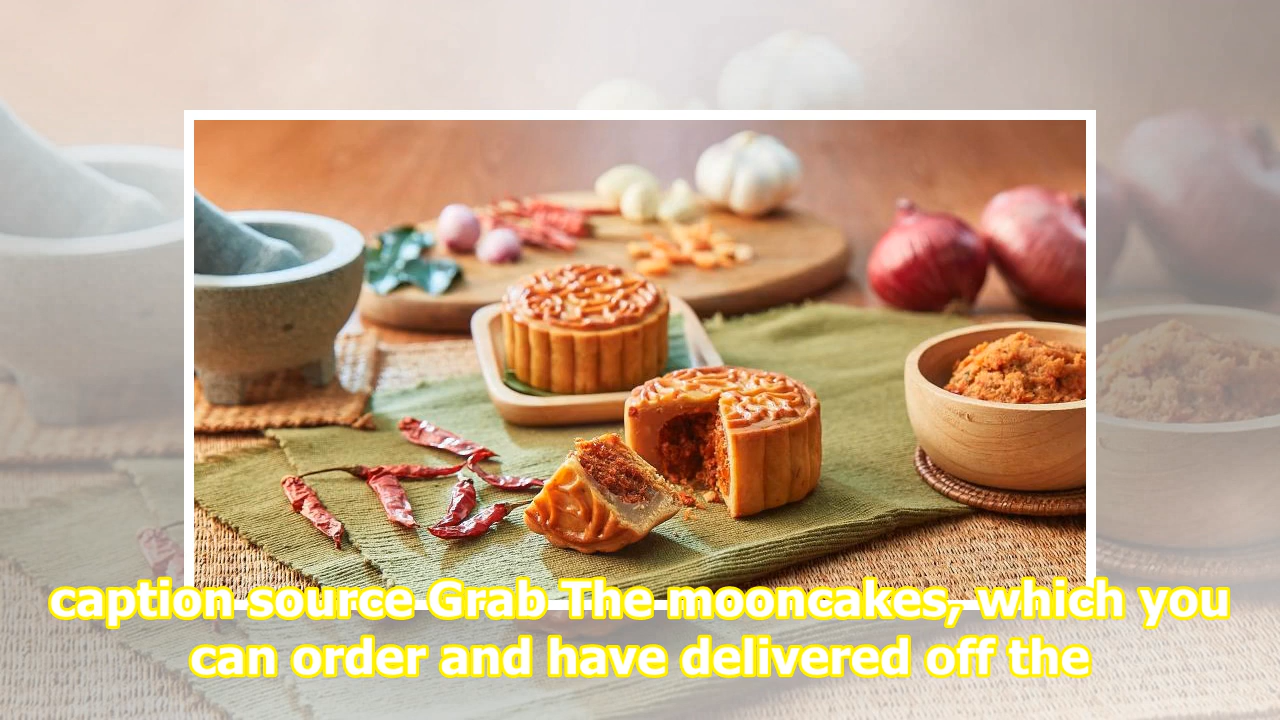 caption source Grab The mooncakes, which you
can order and have delivered off the